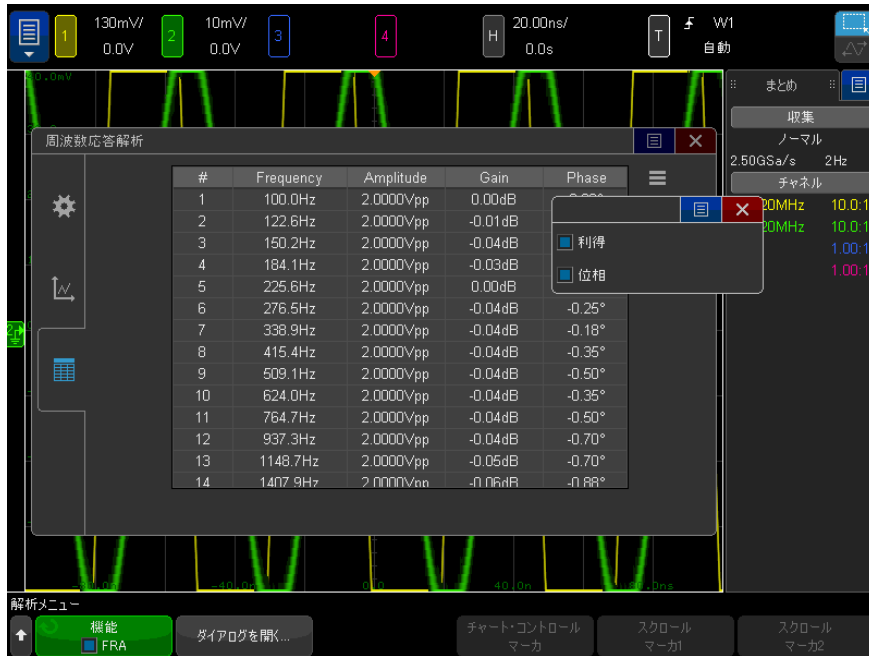 1 130mV/ 2 10mV/ 3 4 H 20.00ns/ T W1
0.0V 0.0V 0.0s 自動
まとめ
収集
ノーマル
2.50GSa/s 2Hz
チャネル
20MHz 10.0:1
20MHz 10.0:1
1.00:1
1.00:1
周波数応答解析
# Frequency Amplitude Gain Phase
1 100.0Hz 2.0000Vpp 0.00dB
2 122.6Hz 2.0000Vpp -0.01dB
3 150.2Hz 2.0000Vpp -0.04dB
4 184.1Hz 2.0000Vpp -0.03dB
5 225.6Hz 2.0000Vpp 0.00dB
6 276.5Hz 2.0000Vpp -0.04dB -0.25°
7 338.9Hz 2.0000Vpp -0.04dB -0.18°
8 415.4Hz 2.0000Vpp -0.04dB -0.35°
9 509.1Hz 2.0000Vpp -0.04dB -0.50°
10 624.0Hz 2.0000Vpp -0.04dB -0.35°
11 764.7Hz 2.0000Vpp -0.04dB -0.50°
12 937.3Hz 2.0000Vpp -0.04dB -0.70°
13 1148.7Hz 2.0000Vpp -0.05dB -0.70°
14 1407.9Hz 2.0000Vpp -0.06dB -0.88°
利得
位相
40.0n
解析メニュー
機能
FRA
ダイアログを開く...
チャート・コントロール
マーカ
スクロール
マーカ1
スクロール
マーカ2